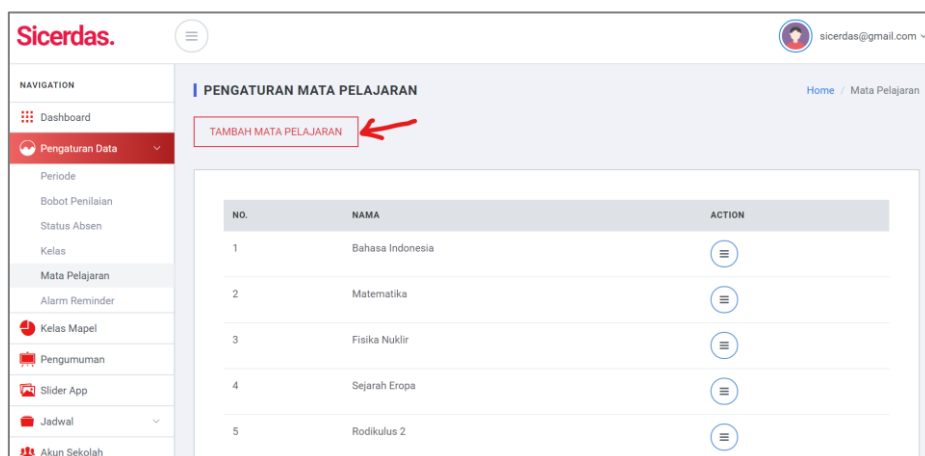 Sicerdas.
sicerdas@gmail.com
NAVIGATION
Dashboard
Pengaturan Data
Periode
Bobot Penilaian
Status Absen
Kelas
Mata Pelajaran
Alarm Reminder
Kelas Mapel
Pengumuman
Slider App
Jadwal
Akun Sekolah
PENGATURAN MATA PELAJARAN
Home / Mata Pelajaran
TAMBAH MATA PELAJARAN
NO. NAMA ACTION
1 Bahasa Indonesia
2 Matematika
3 Fisika Nuklir
4 Sejarah Eropa
5 Rodikulus 2